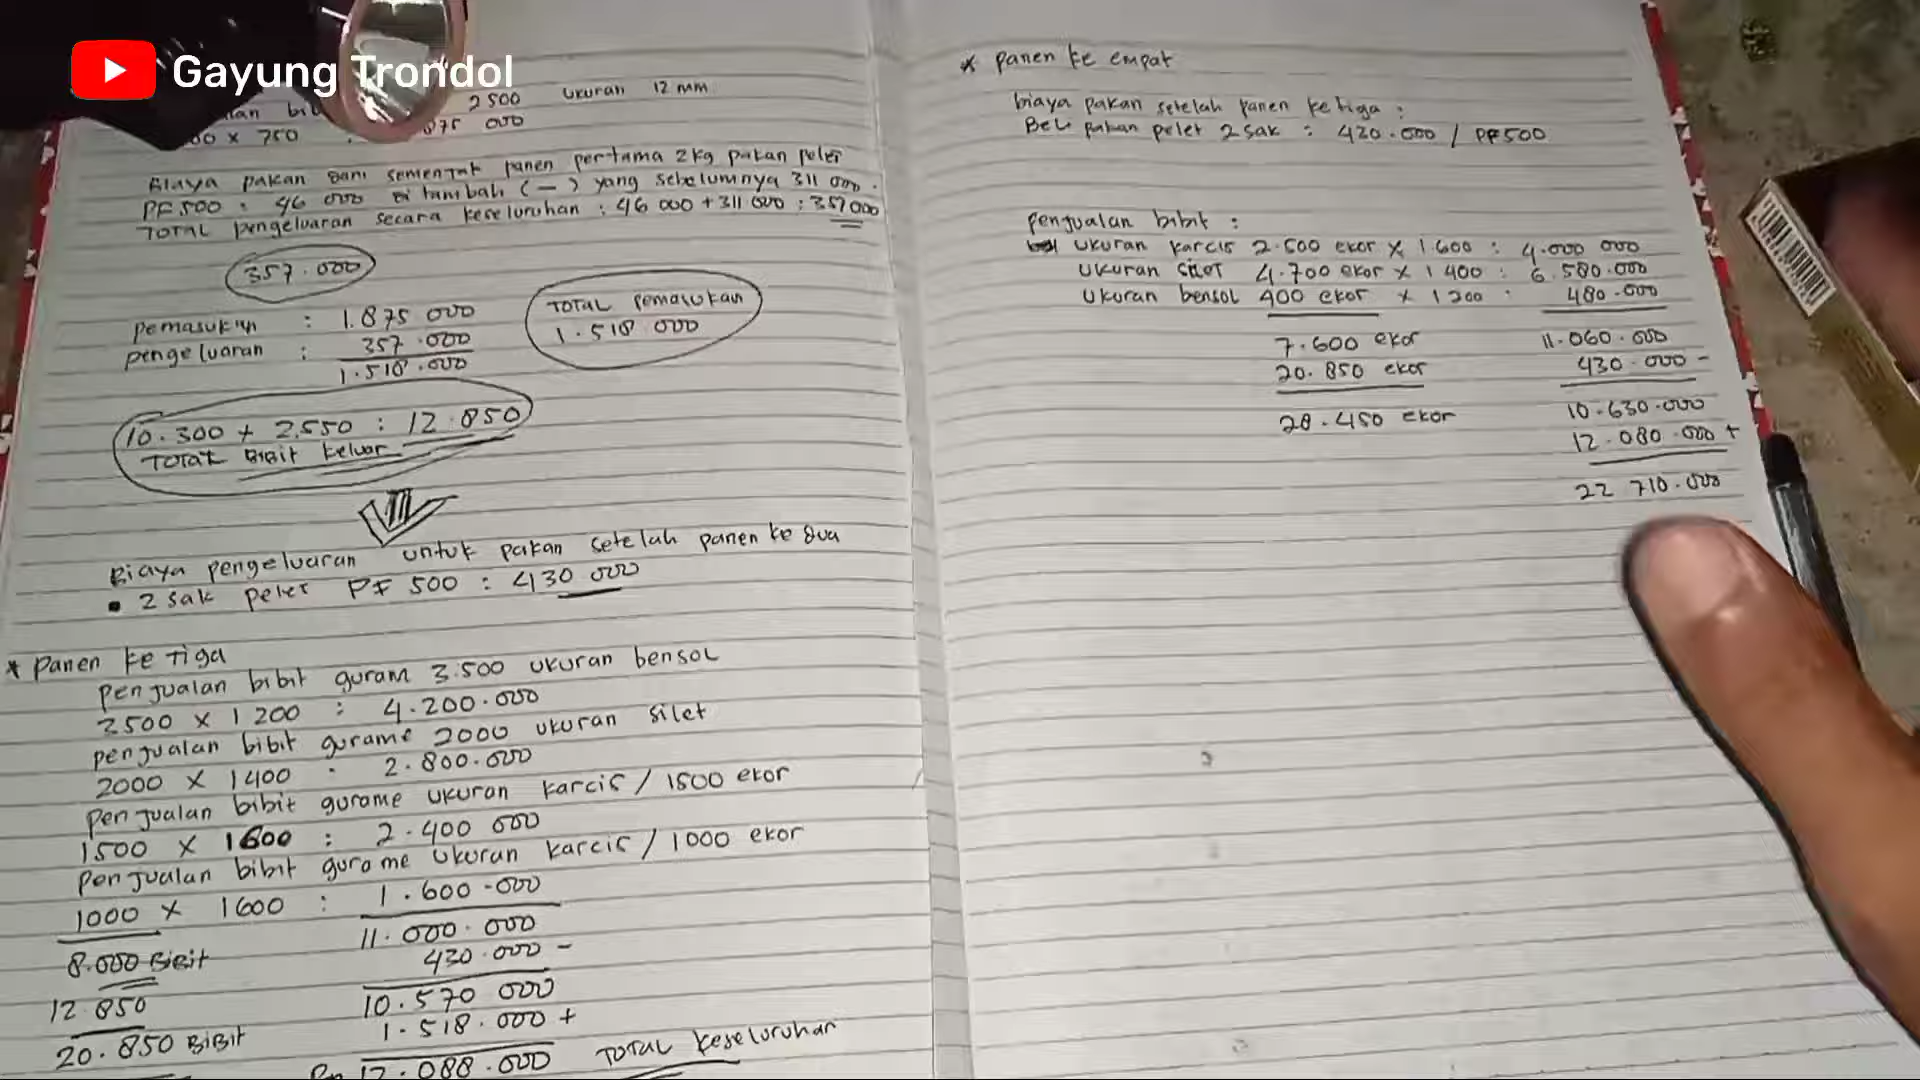 Gayung Trondol
2500 ukuran 12 mm
00 x 750 : 875 000
Biaya pakan dari semenjak panen pertama 2kg pakan pelet
PF 500 : 46 000 di tambah (-) yang sebelumnya 311 000.
TOTAL pengeluaran secara keseluruhan : 46 000 + 311 000 : 357 000
357.000
pemasukan : 1.875 000
pengeluaran : 357.000
1.518.000
TOTAL pemasukan
1.518 000
10.300 + 2.550 : 12.850
TOTAL BIBIT keluar
Biaya pengeluaran untuk pakan setelah panen ke dua
• 2 sak pelet PF 500 : 430 000
* Panen ke Tiga
penjualan bibit guram 3.500 ukuran bensol
3500 x 1200 : 4.200.000
penjualan bibit gurame 2000 ukuran silet
2000 x 1400 : 2.800.000
penjualan bibit gurame ukuran karcis / 1500 ekor
1500 x 1600 : 2.400 000
penjualan bibit gurame ukuran karcis / 1000 ekor
1000 x 1600 : 1.600.000
8.000 Bibit 11.000.000
12.850 430.000 -
20.850 BIBIT 10.570 000
1.518.000 +
Rp 12.088.000 TOTAL keseluruhan
* panen ke empat
biaya pakan setelah panen ketiga :
Beli pakan pelet 2 sak : 430.000 / PF500
penjualan bibit :
ukuran karcis 2.500 ekor x 1.600 : 4.000 000
ukuran silet 4.700 ekor x 1400 : 6.580.000
ukuran bensol 400 ekor x 1200 : 480.000
7.600 ekor 11.060.000
20.850 ekor 430.000 -
28.450 ekor 10.630.000
12.080.000 +
22 710.000